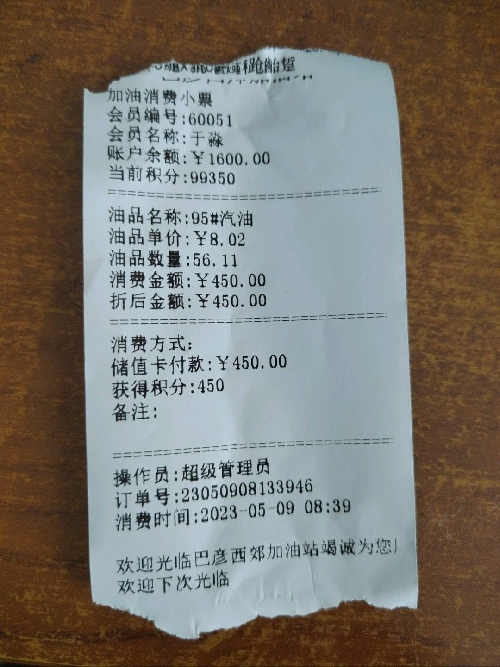 加油消费小票
会员编号:60051
会员名称:于淼
账户余额:￥1600.00
当前积分:99350
================================
油品名称:95#汽油
油品单价:￥8.02
油品数量:56.11
消费金额:￥450.00
折后金额:￥450.00
================================
消费方式:
储值卡付款:￥450.00
获得积分:450
备注:
================================
操作员:超级管理员
订单号:23050908133946
消费时间:2023-05-09 08:39
欢迎光临巴彦西郊加油站竭诚为您
欢迎下次光临